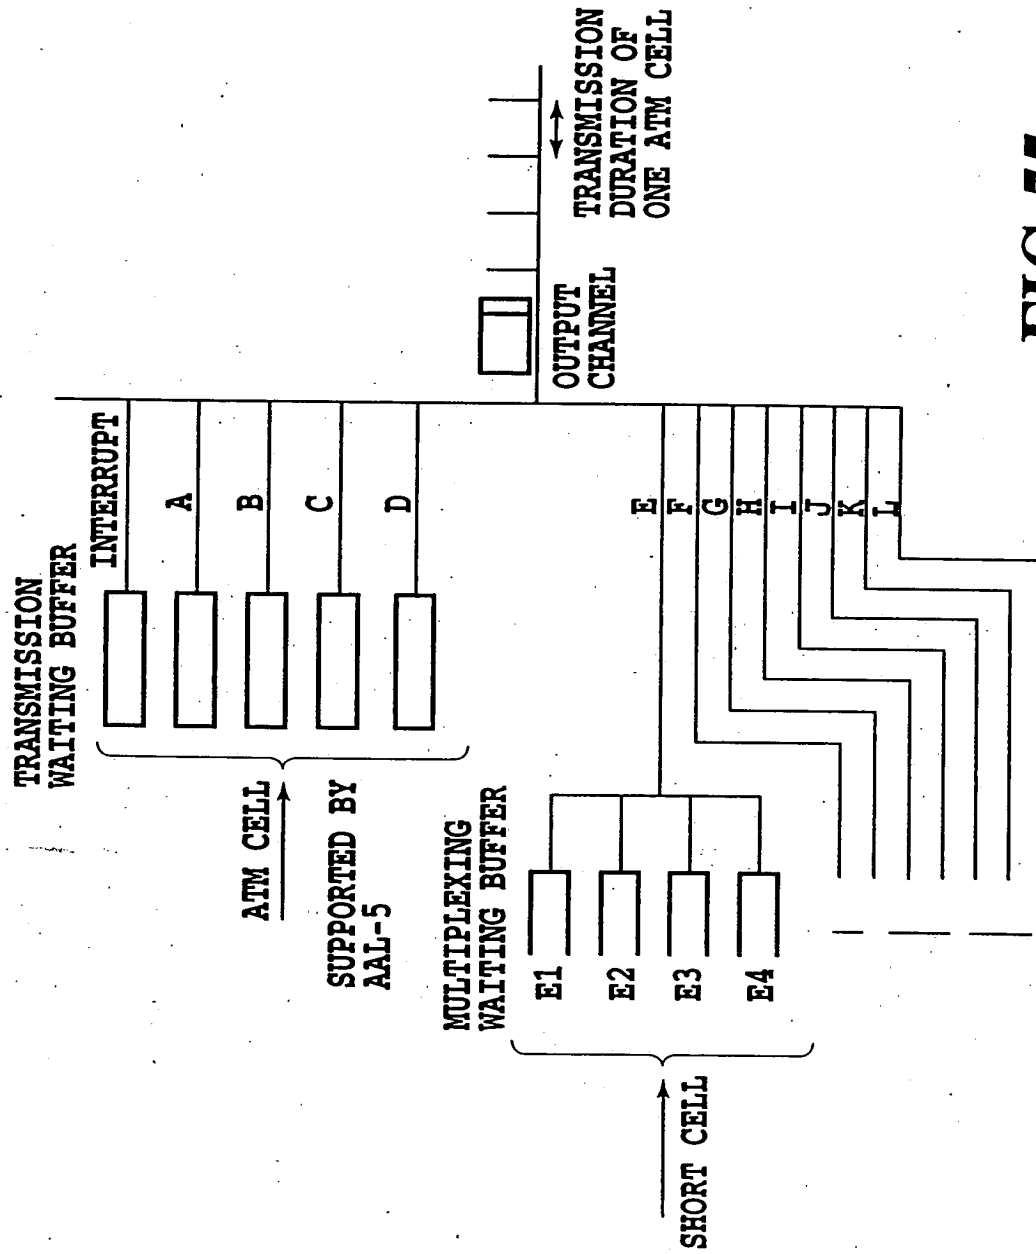 TRANSMISSION
WAITING BUFFER
INTERRUPT
A
B
C
D
ATM CELL
SUPPORTED BY
AAL-5
MULTIPLEXING
WAITING BUFFER
E1
E2
E3
E4
SHORT CELL
E
F
G
H
I
J
K
L
OUTPUT
CHANNEL
TRANSMISSION
DURATION OF
ONE ATM CELL
FIG